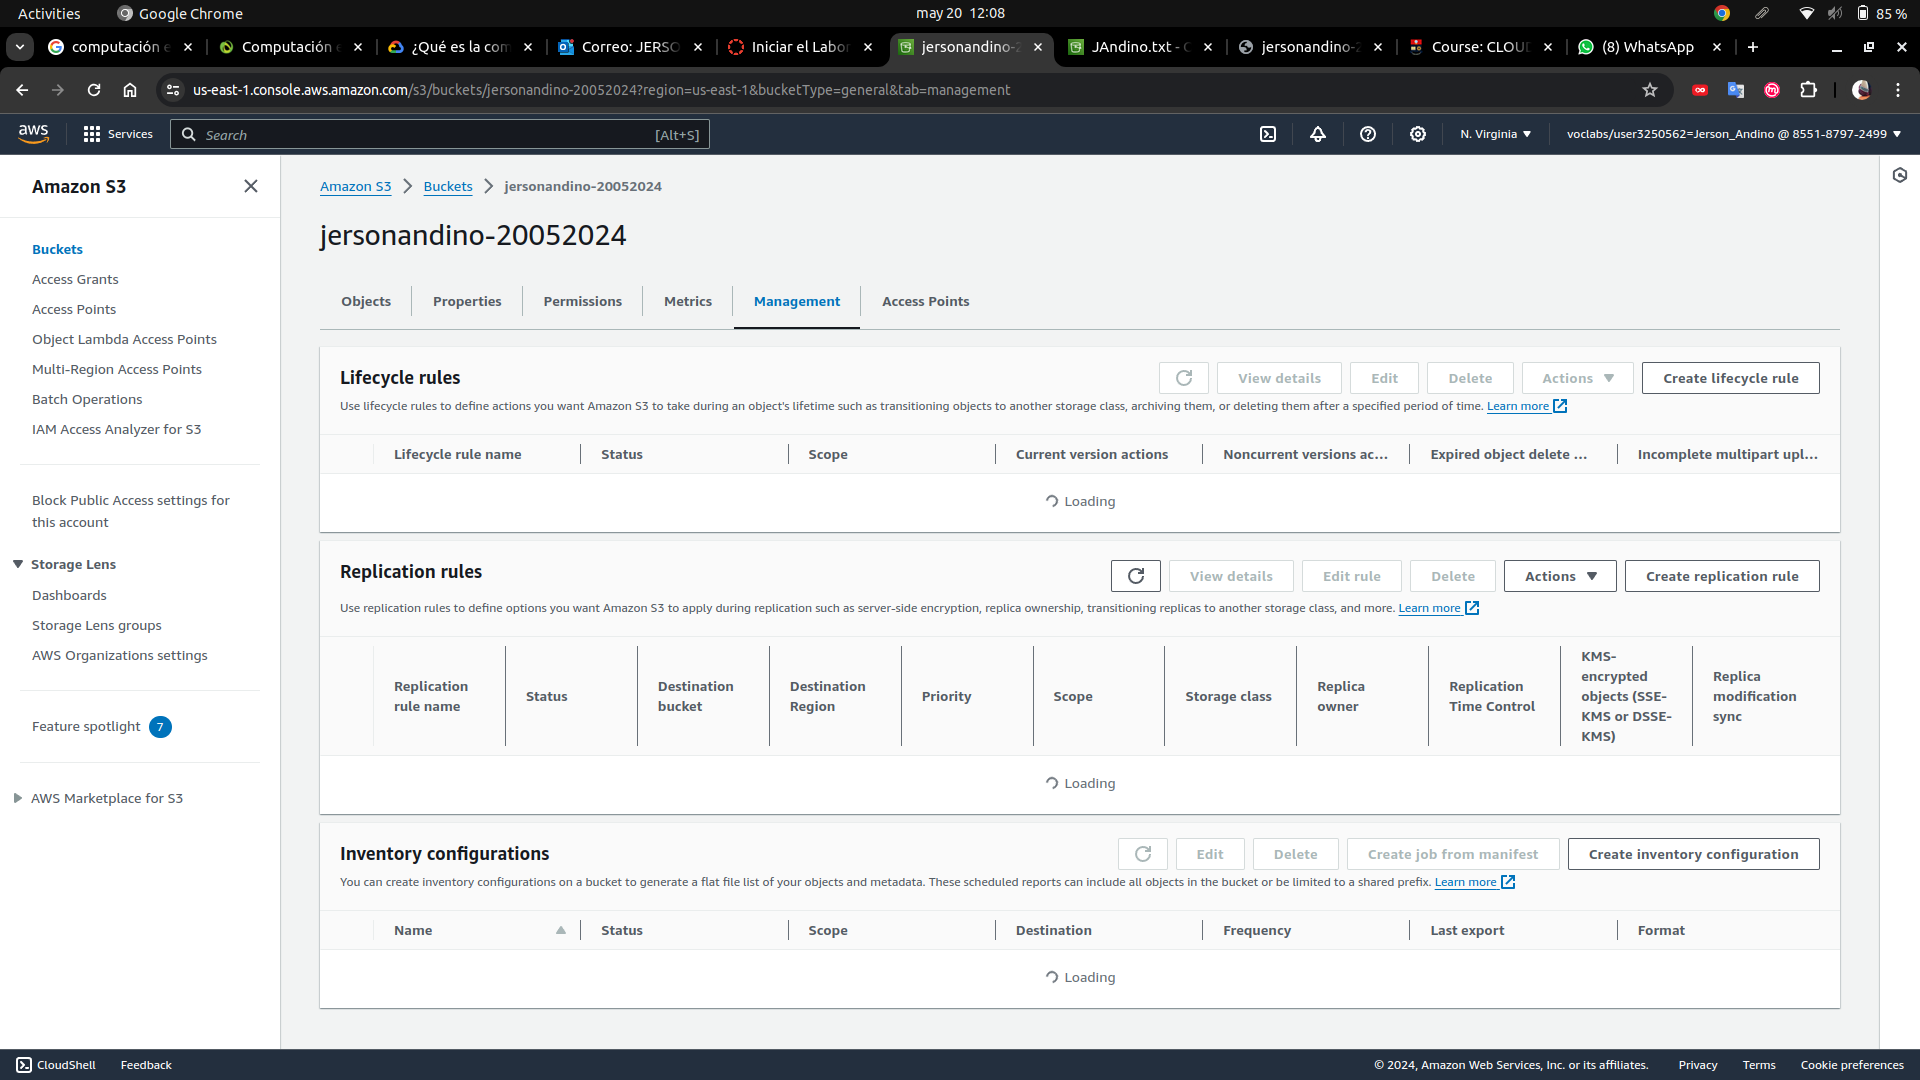 Activities
Google Chrome
may 20 12:08
85 %
computación e
Computación e
¿Qué es la com
Correo: JERSO
Iniciar el Labor
jersonandino-2
JAndino.txt - C
jersonandino-2
Course: CLOUD
(8) WhatsApp
us-east-1.console.aws.amazon.com/s3/buckets/jersonandino-20052024?region=us-east-1&bucketType=general&tab=management
aws
Services
Search
[Alt+S]
N. Virginia
voclabs/user3250562=Jerson_Andino @ 8551-8797-2499
Amazon S3
Buckets
Access Grants
Access Points
Object Lambda Access Points
Multi-Region Access Points
Batch Operations
IAM Access Analyzer for S3
Block Public Access settings for
this account
Storage Lens
Dashboards
Storage Lens groups
AWS Organizations settings
Feature spotlight 7
AWS Marketplace for S3
Amazon S3 > Buckets > jersonandino-20052024
jersonandino-20052024
Objects
Properties
Permissions
Metrics
Management
Access Points
Lifecycle rules
View details
Edit
Delete
Actions
Create lifecycle rule
Use lifecycle rules to define actions you want Amazon S3 to take during an object's lifetime such as transitioning objects to another storage class, archiving them, or deleting them after a specified period of time. Learn more
Lifecycle rule name
Status
Scope
Current version actions
Noncurrent versions ac...
Expired object delete ...
Incomplete multipart upl...
Loading
Replication rules
View details
Edit rule
Delete
Actions
Create replication rule
Use replication rules to define options you want Amazon S3 to apply during replication such as server-side encryption, replica ownership, transitioning replicas to another storage class, and more. Learn more
Replication
rule name
Status
Destination
bucket
Destination
Region
Priority
Scope
Storage class
Replica
owner
Replication
Time Control
KMS-
encrypted
objects (SSE-
KMS or DSSE-
KMS)
Replica
modification
sync
Loading
Inventory configurations
Edit
Delete
Create job from manifest
Create inventory configuration
You can create inventory configurations on a bucket to generate a flat file list of your objects and metadata. These scheduled reports can include all objects in the bucket or be limited to a shared prefix. Learn more
Name
Status
Scope
Destination
Frequency
Last export
Format
Loading
CloudShell
Feedback
© 2024, Amazon Web Services, Inc. or its affiliates.
Privacy
Terms
Cookie preferences